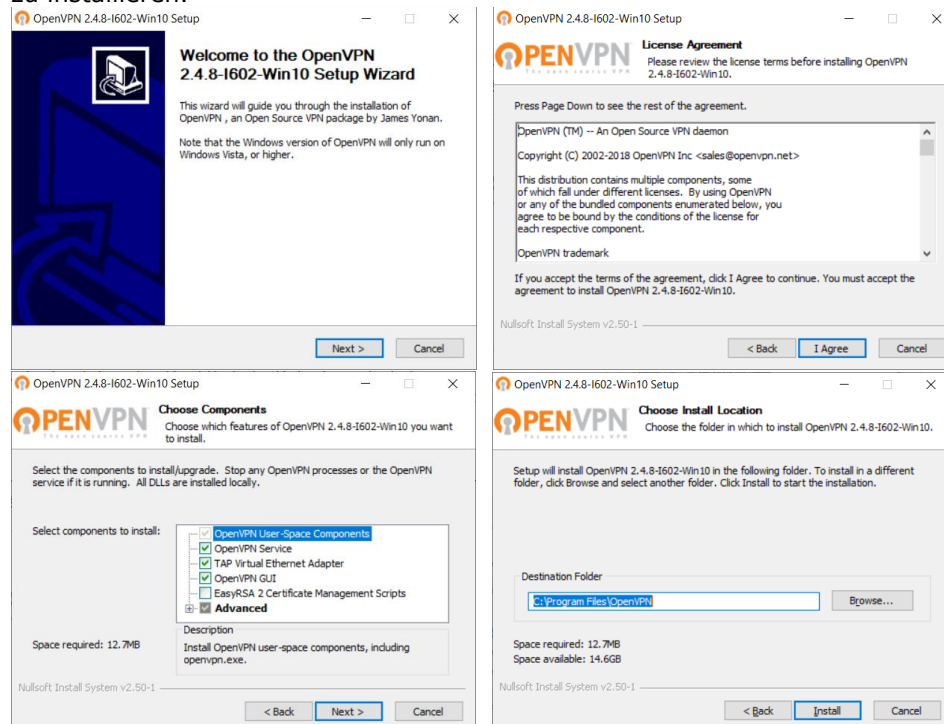 zu installieren.
OpenVPN 2.4.8-I602-Win10 Setup
Welcome to the OpenVPN
2.4.8-I602-Win10 Setup Wizard
This wizard will guide you through the installation of
OpenVPN , an Open Source VPN package by James Yonan.
Note that the Windows version of OpenVPN will only run on
Windows Vista, or higher.
Next >
Cancel
OpenVPN 2.4.8-I602-Win10 Setup
OPENVPN
The open source VPN
License Agreement
Please review the license terms before installing OpenVPN
2.4.8-I602-Win10.
Press Page Down to see the rest of the agreement.
OpenVPN (TM) -- An Open Source VPN daemon
Copyright (C) 2002-2018 OpenVPN Inc <sales@openvpn.net>
This distribution contains multiple components, some
of which fall under different licenses. By using OpenVPN
or any of the bundled components enumerated below, you
agree to be bound by the conditions of the license for
each respective component.
OpenVPN trademark
If you accept the terms of the agreement, click I Agree to continue. You must accept the
agreement to install OpenVPN 2.4.8-I602-Win10.
Nullsoft Install System v2.50-1
< Back
I Agree
Cancel
OpenVPN 2.4.8-I602-Win10 Setup
OPENVPN
The open source VPN
Choose Components
Choose which features of OpenVPN 2.4.8-I602-Win10 you want
to install.
Select the components to install/upgrade. Stop any OpenVPN processes or the OpenVPN
service if it is running. All DLLs are installed locally.
Select components to install:
OpenVPN User-Space Components
OpenVPN Service
TAP Virtual Ethernet Adapter
OpenVPN GUI
EasyRSA 2 Certificate Management Scripts
Advanced
Space required: 12.7MB
Description
Install OpenVPN user-space components, including
openvpn.exe.
Nullsoft Install System v2.50-1
< Back
Next >
Cancel
OpenVPN 2.4.8-I602-Win10 Setup
OPENVPN
The open source VPN
Choose Install Location
Choose the folder in which to install OpenVPN 2.4.8-I602-Win10.
Setup will install OpenVPN 2.4.8-I602-Win10 in the following folder. To install in a different
folder, click Browse and select another folder. Click Install to start the installation.
Destination Folder
C:\Program Files\OpenVPN
Browse...
Space required: 12.7MB
Space available: 14.6GB
Nullsoft Install System v2.50-1
< Back
Install
Cancel